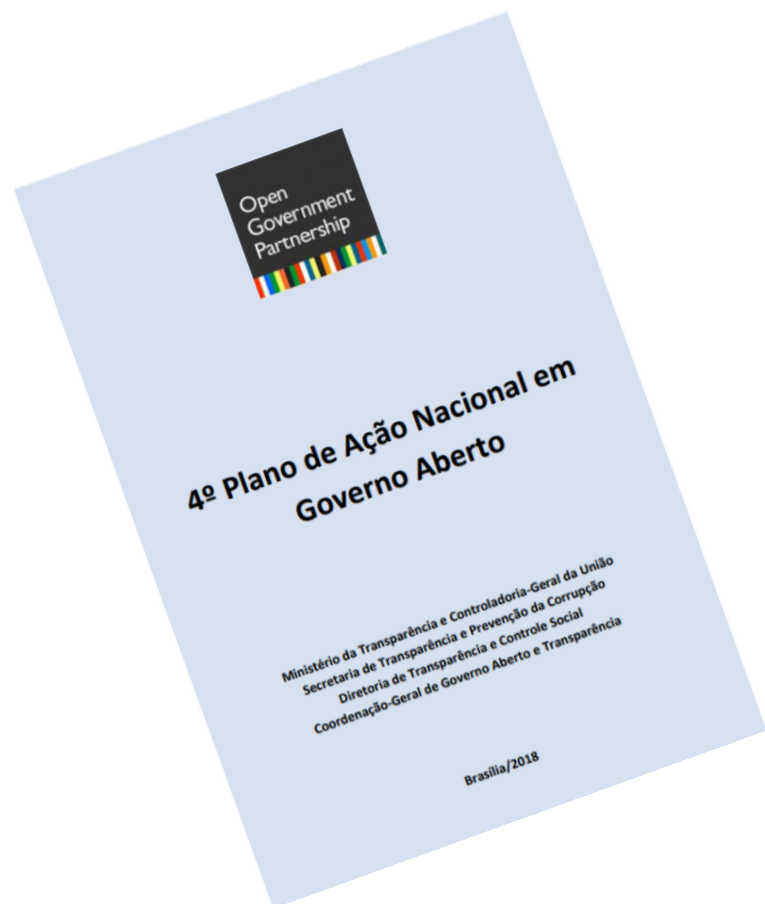 Open
Government
Partnership
4º Plano de Ação Nacional em
Governo Aberto
Ministério da Transparência e Controladoria-Geral da União
Secretaria de Transparência e Prevenção da Corrupção
Diretoria de Transparência e Controle Social
Coordenação-Geral de Governo Aberto e Transparência
Brasília/2018